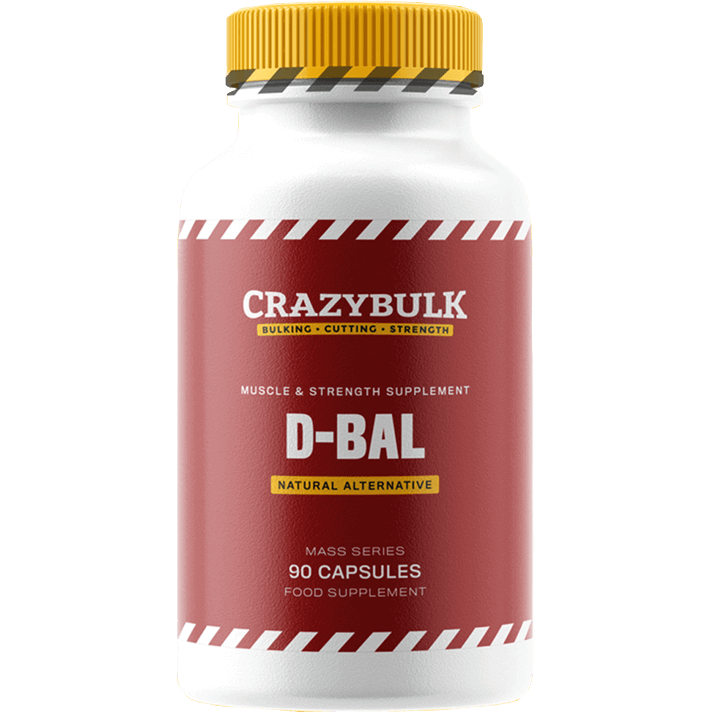 CRAZYBULK
BULKING • CUTTING • STRENGTH
MUSCLE & STRENGTH SUPPLEMENT
D-BAL
NATURAL ALTERNATIVE
MASS SERIES
90 CAPSULES
FOOD SUPPLEMENT